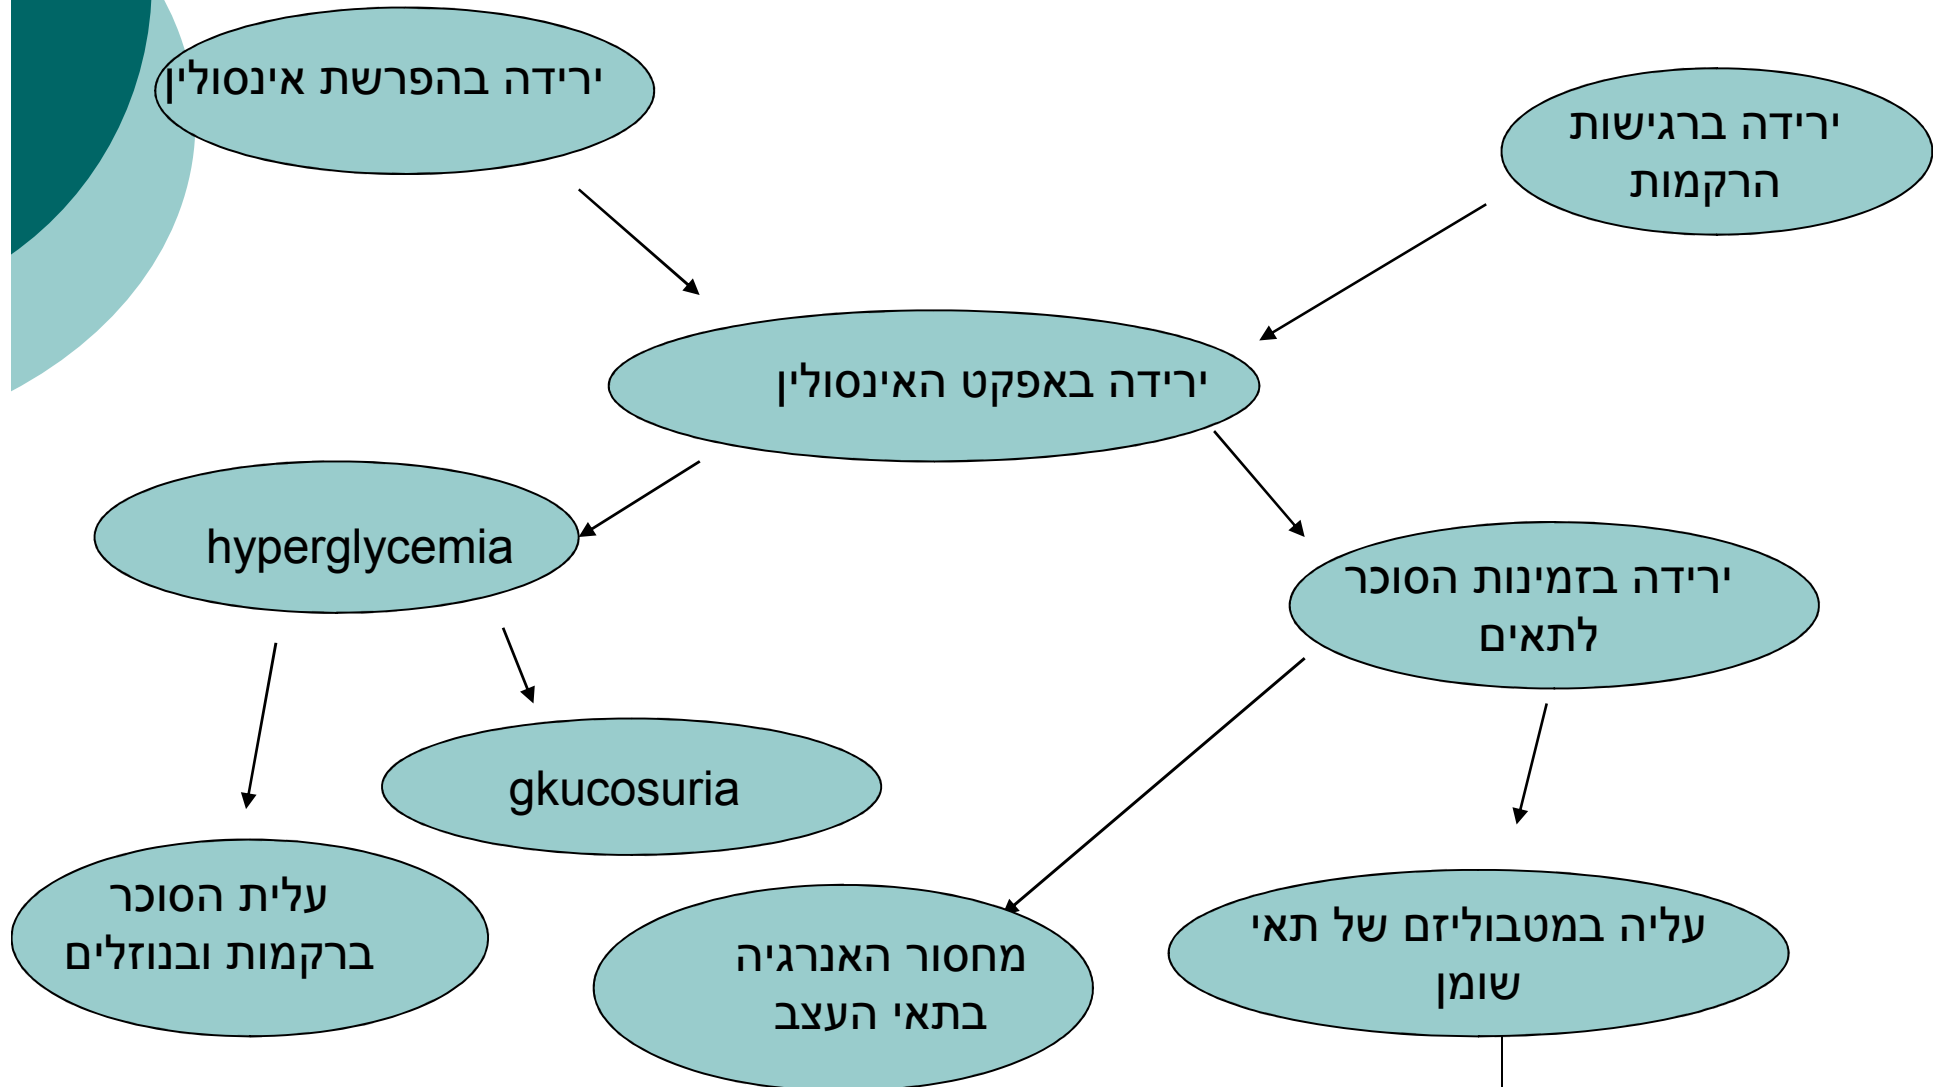 ירידה בהפרשת אינסולין
ירידה ברגישות
הרקמות
ירידה באפקט האינסולין
hyperglycemia
ירידה בזמינות הסוכר
לתאים
gkucosuria
עלית הסוכר
ברקמות ובנוזלים
מחסור האנרגיה
בתאי העצב
עליה במטבוליזם של תאי
שומן